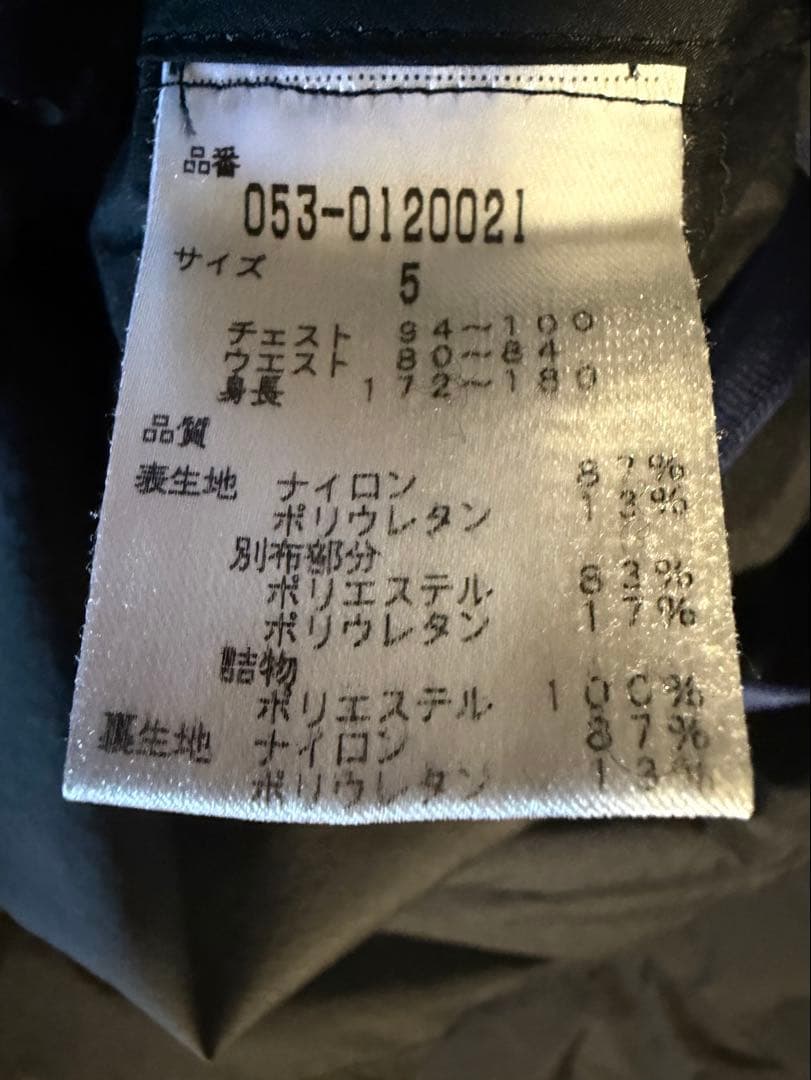 品番
053-0120021
サイズ
5
チェスト 94～100
ウエスト 80～84
身長 172～180
品質
表生地 ナイロン 87%
ポリウレタン 13%
別布部分
ポリエステル 83%
ポリウレタン 17%
詰物
ポリエステル 100%
裏生地 ナイロン 87%
ポリウレタン 13%